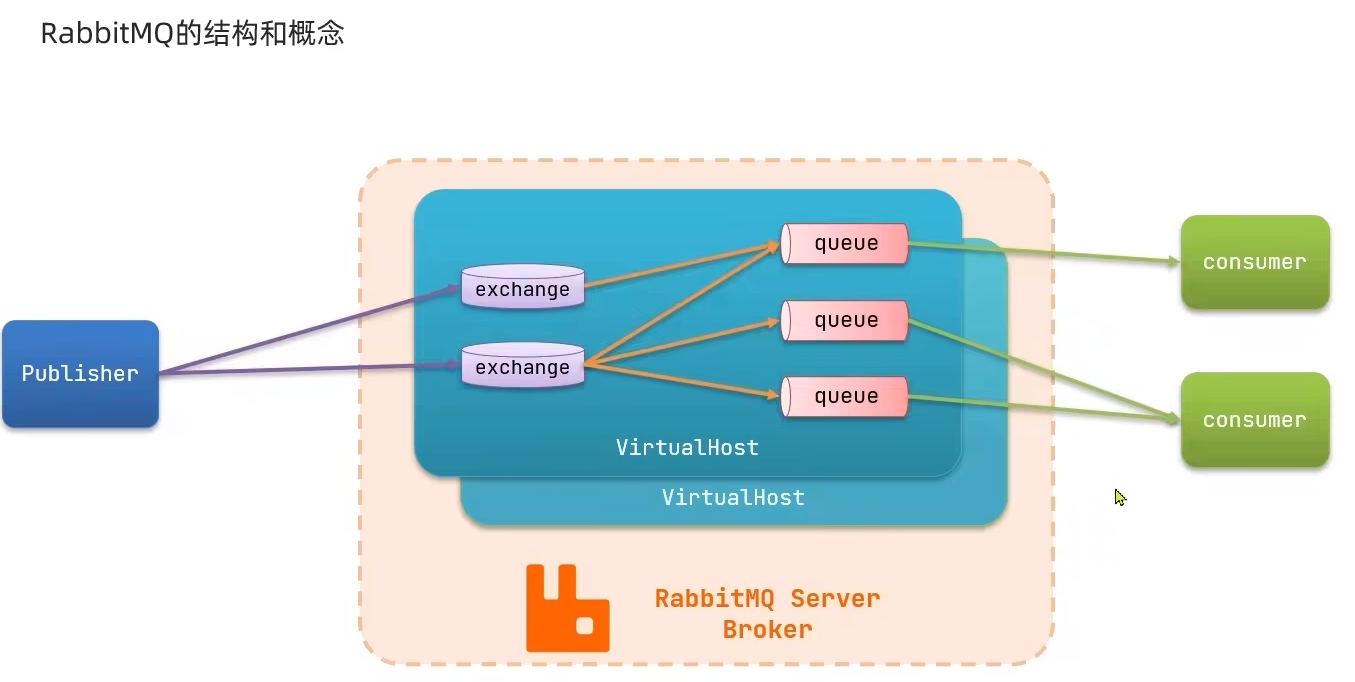 RabbitMQ的结构和概念
Publisher
exchange
exchange
queue
queue
queue
VirtualHost
VirtualHost
consumer
consumer
RabbitMQ Server
Broker